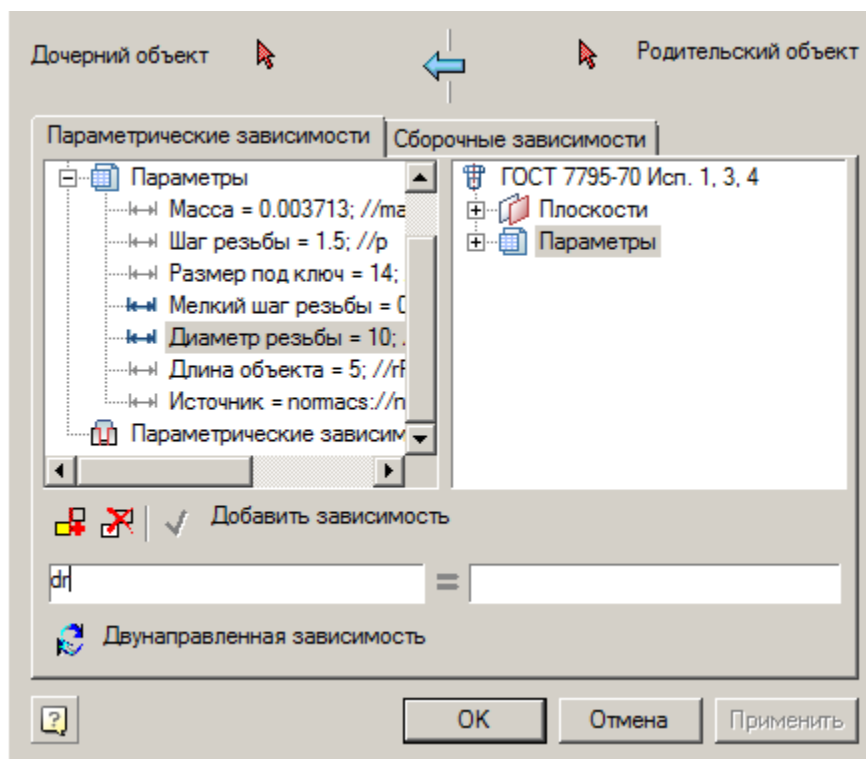 Дочерний объект
Родительский объект
Параметрические зависимости
Сборочные зависимости
Параметры
Масса = 0.003713; //ma
Шаг резьбы = 1.5; //p
Размер под ключ = 14;
Мелкий шаг резьбы = 0
Диаметр резьбы = 10; .
Длина объекта = 5; //rF
Источник = normacs://n
Параметрические зависим
ГОСТ 7795-70 Исп. 1, 3, 4
Плоскости
Параметры
Добавить зависимость
dr
=
Двунаправленная зависимость
?
OK
Отмена
Применить